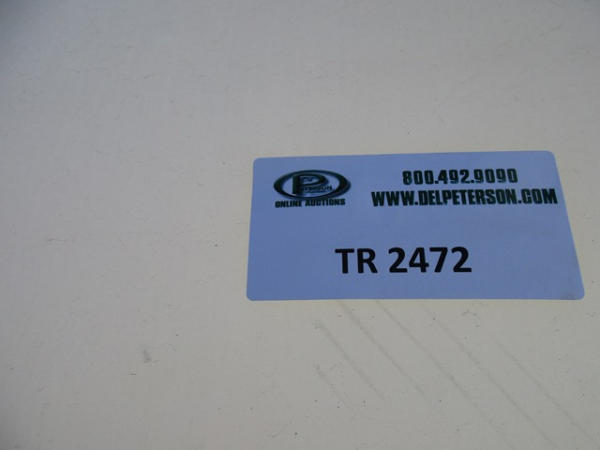 PETERSON
ONLINE AUCTIONS
800.492.9090
WWW.DELPETERSON.COM
TR 2472